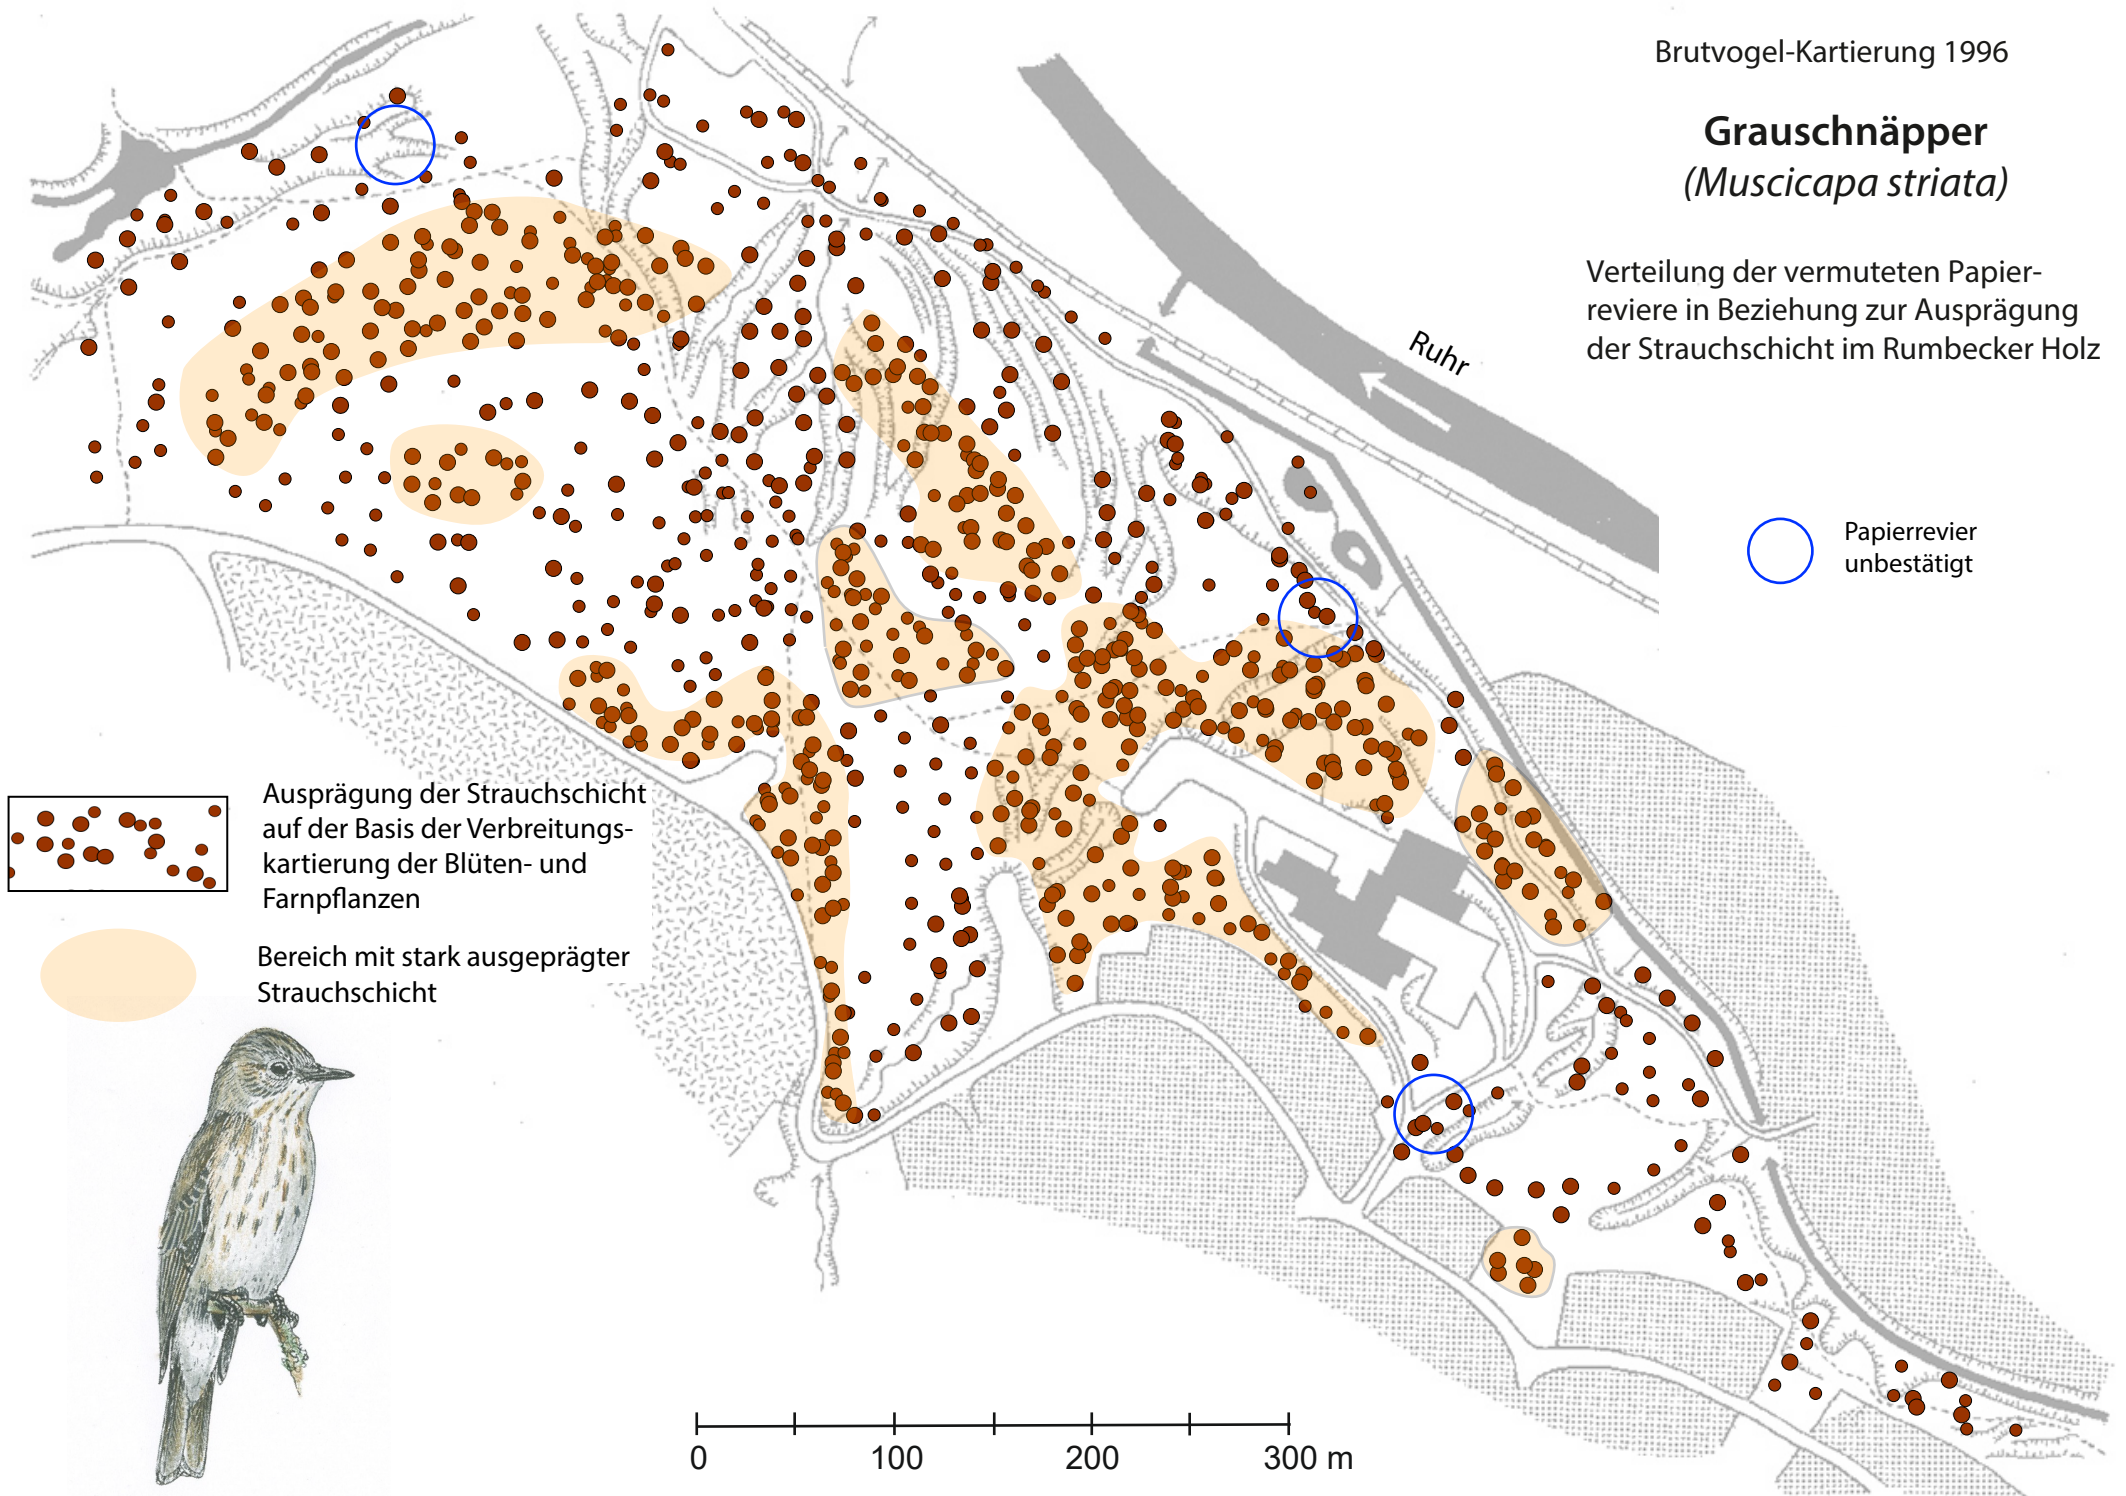 Brutvogel-Kartierung 1996
Grauschnäpper
(Muscicapa striata)
Verteilung der vermuteten Papier-
reviere in Beziehung zur Ausprägung
der Strauchschicht im Rumbecker Holz
Ruhr
Papierrevier
unbestätigt
Ausprägung der Strauchschicht
auf der Basis der Verbreitungs-
kartierung der Blüten- und
Farnpflanzen
Bereich mit stark ausgeprägter
Strauchschicht
0 100 200 300 m